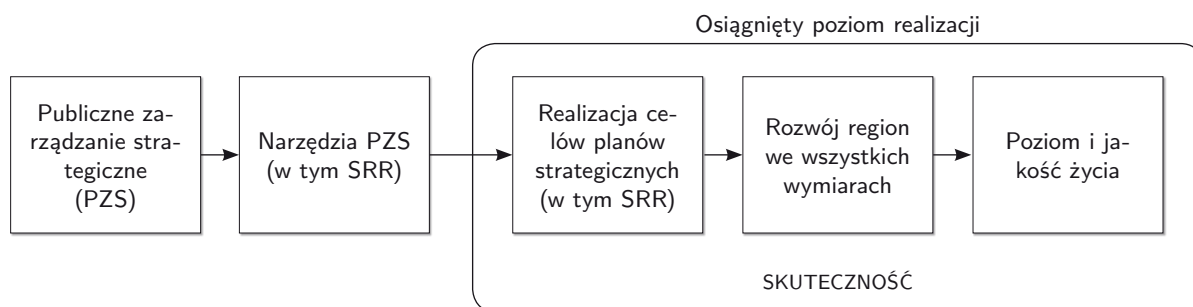 Osiągnięty poziom realizacji
Publiczne za-
rządzanie stra-
tegiczne
(PZS)
Narzędzia PZS
(w tym SRR)
Realizacja ce-
lów planów
strategicznych
(w tym SRR)
Rozwój region
we wszystkich
wymiarach
Poziom i ja-
kość życia
SKUTECZNOŚĆ